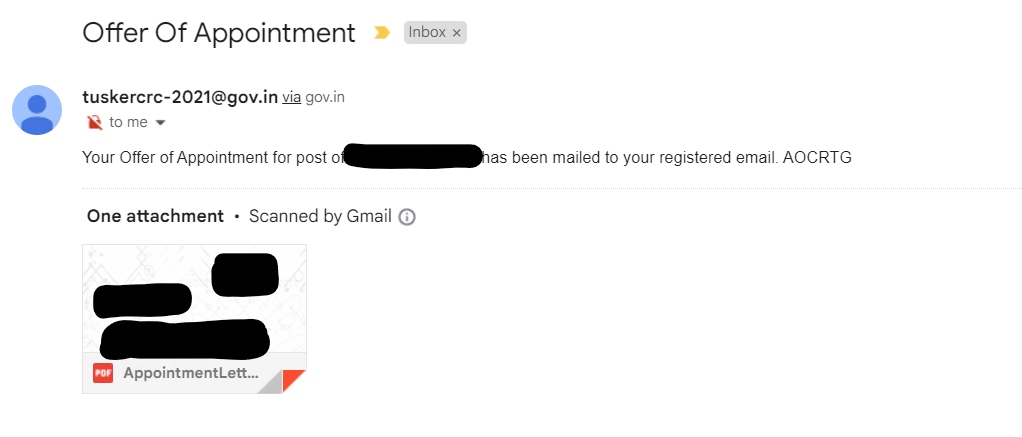 Offer Of Appointment Inbox ×
tuskercrc-2021@gov.in via gov.in
to me
Your Offer of Appointment for post of has been mailed to your registered email. AOCRTG
One attachment • Scanned by Gmail
PDF AppointmentLett...